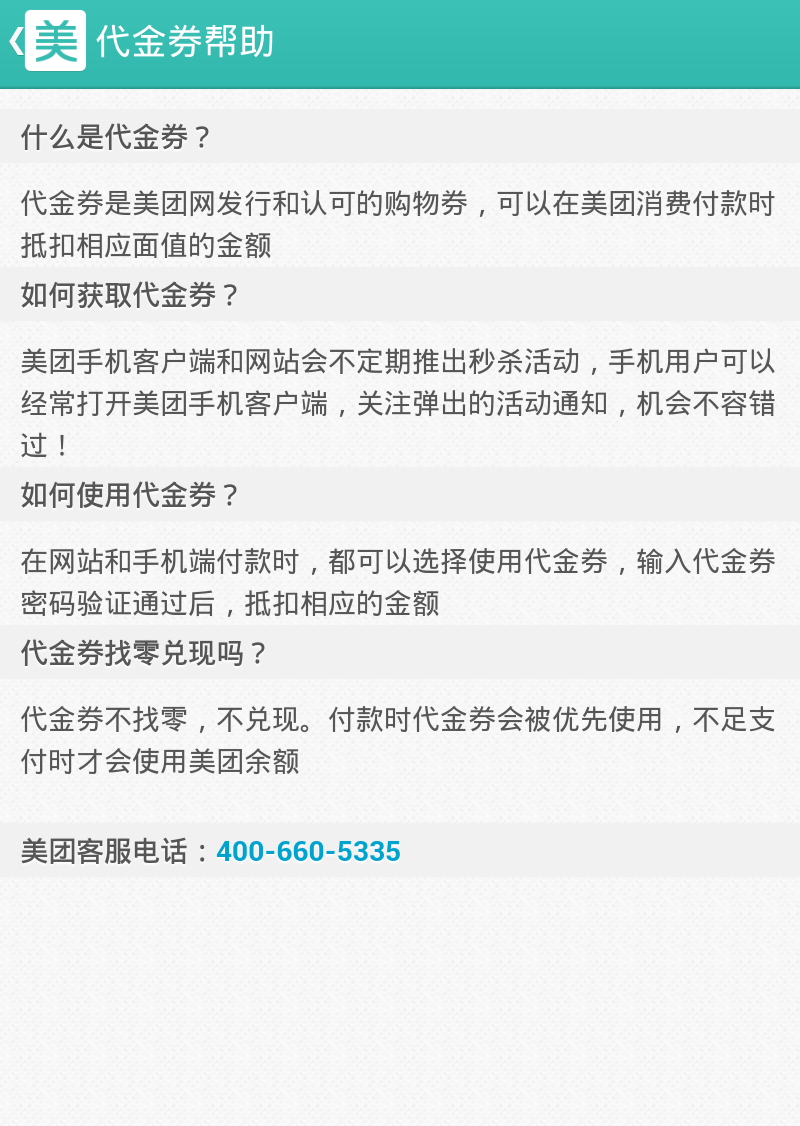 美 代金券帮助
什么是代金券？
代金券是美团网发行和认可的购物券，可以在美团消费付款时
抵扣相应面值的金额
如何获取代金券？
美团手机客户端和网站会不定期推出秒杀活动，手机用户可以
经常打开美团手机客户端，关注弹出的活动通知，机会不容错
过！
如何使用代金券？
在网站和手机端付款时，都可以选择使用代金券，输入代金券
密码验证通过后，抵扣相应的金额
代金券找零兑现吗？
代金券不找零，不兑现。付款时代金券会被优先使用，不足支
付时才会使用美团余额
美团客服电话：400-660-5335